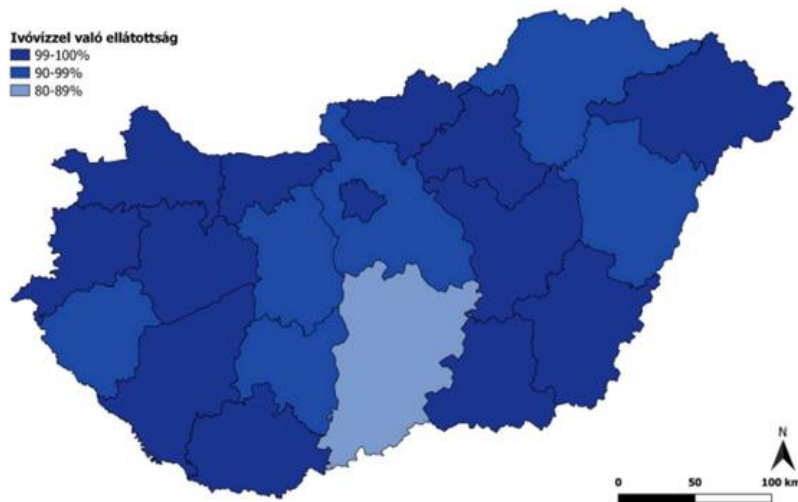 Ivóvízzel való ellátottság
99-100%
90-99%
80-89%
N
0 50 100 km